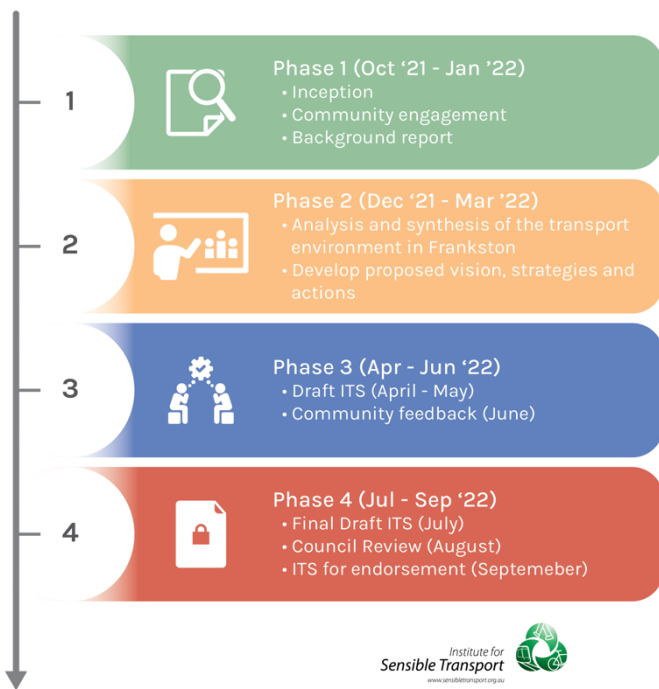 1
Phase 1 (Oct ‘21 - Jan ’22)
• Inception
• Community engagement
• Background report
2
Phase 2 (Dec ‘21 - Mar ‘22)
• Analysis and synthesis of the transport
environment in Frankston
• Develop proposed vision, strategies and
actions
3
Phase 3 (Apr - Jun ‘22)
• Draft ITS (April - May)
• Community feedback (June)
4
Phase 4 (Jul - Sep ‘22)
• Final Draft ITS (July)
• Council Review (August)
• ITS for endorsement (Septemeber)
Institute for
Sensible Transport
www.sensibletransport.org.au